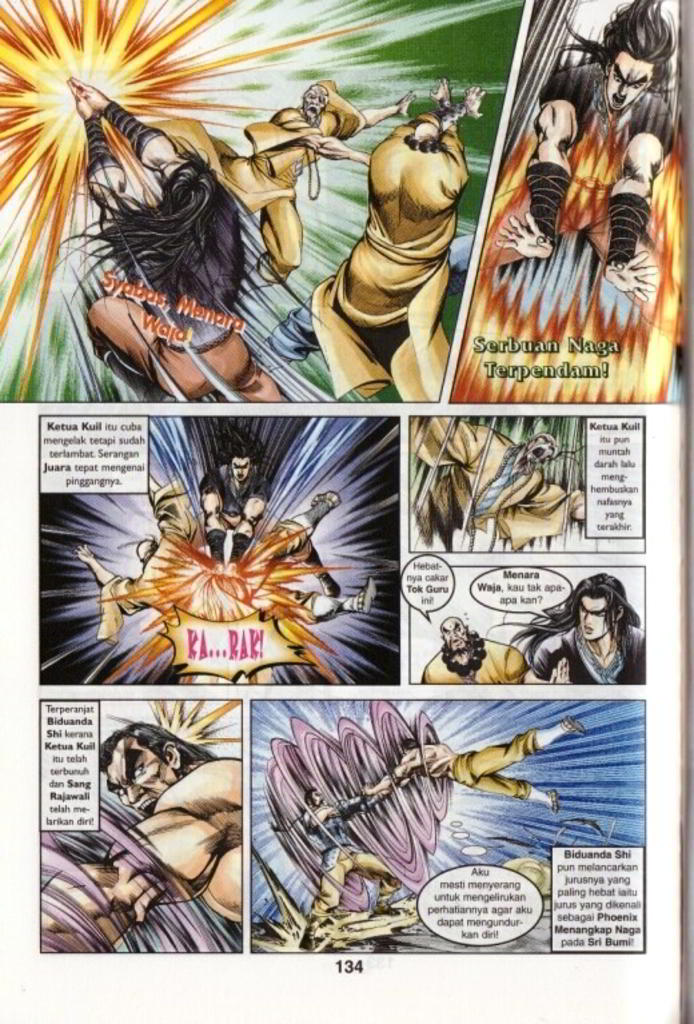 Syabas, Menara
Waja!
Serbuan Naga
Terpendam!
Ketua Kuil itu cuba
mengelak tetapi sudah
terlambat. Serangan
Juara tepat mengenai
pinggangnya.
KA...RAK!
Ketua Kuil
itu pun
muntah
darah lalu
meng-
hembuskan
nafasnya
yang
terakhir.
Hebat-
nya cakar
Tok Guru
ini!
Menara
Waja, kau tak apa-
apa kan?
Terperanjat
Biduanda
Shi kerana
Ketua Kuil
itu telah
terbunuh
dan Sang
Rajawali
telah me-
larikan diri!
Aku
mesti menyerang
untuk mengelirukan
perhatiannya agar aku
dapat mengundur-
kan diri!
Biduanda Shi
pun melancarkan
jurusnya yang
paling hebat iaitu
jurus yang dikenali
sebagai Phoenix
Menangkap Naga
pada Sri Bumi!
134